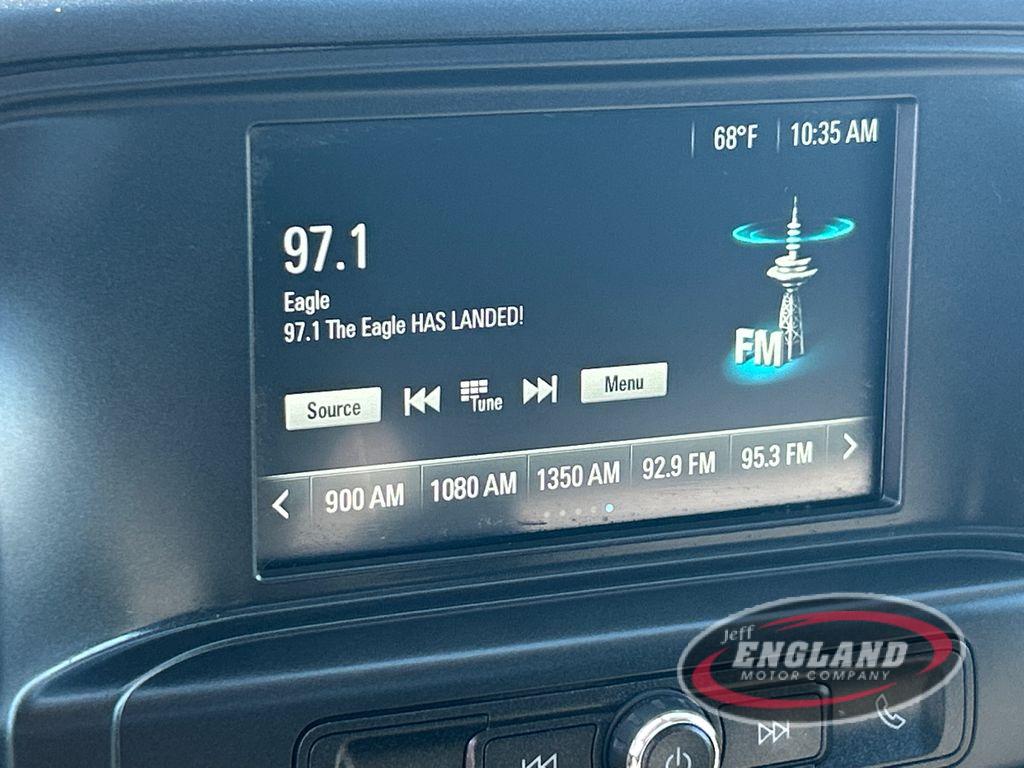 68°F
10:35 AM
97.1
Eagle
97.1 The Eagle HAS LANDED!
FM
Source
Tune
Menu
900 AM
1080 AM
1350 AM
92.9 FM
95.3 FM
Jeff
ENGLAND
MOTOR COMPANY